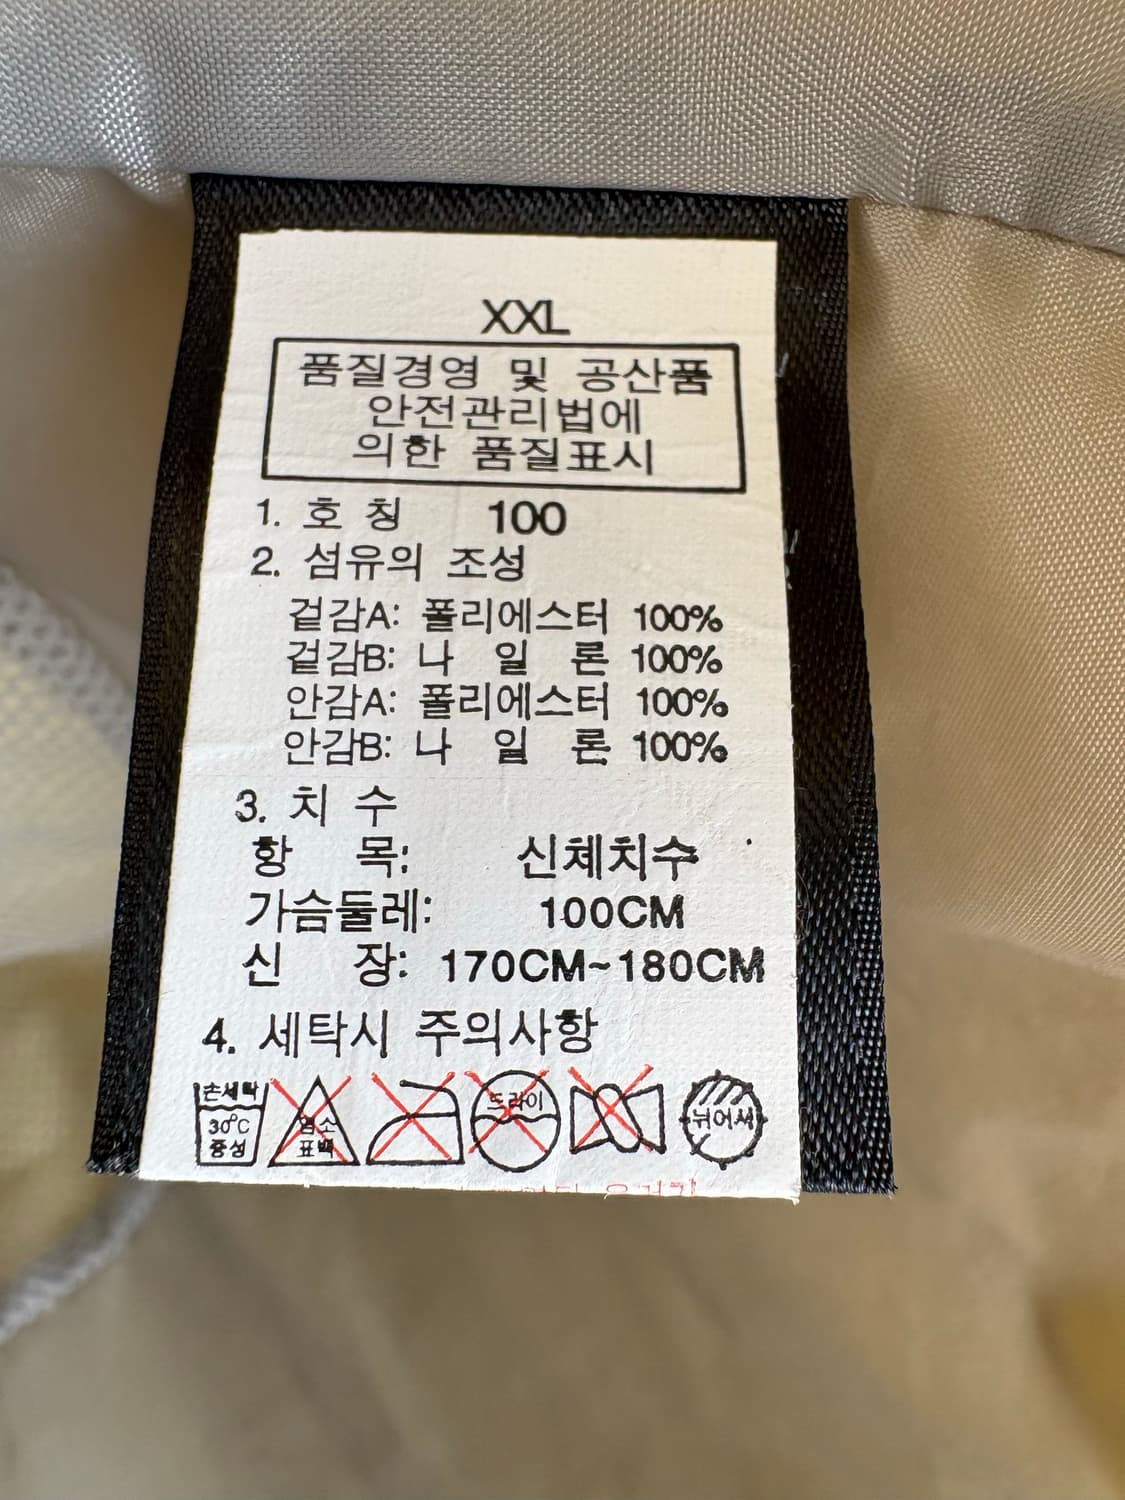 XXL
품질경영 및 공산품
안전관리법에
의한 품질표시
1. 호 칭 100
2. 섬유의 조성
겉감A: 폴리에스터 100%
겉감B: 나 일 론 100%
안감A: 폴리에스터 100%
안감B: 나 일 론 100%
3. 치 수
항 목: 신체치수
가슴둘레: 100CM
신 장: 170CM~180CM
4. 세탁시 주의사항
손세탁 30℃ 중성
염소 표백
드라이
뉘어서